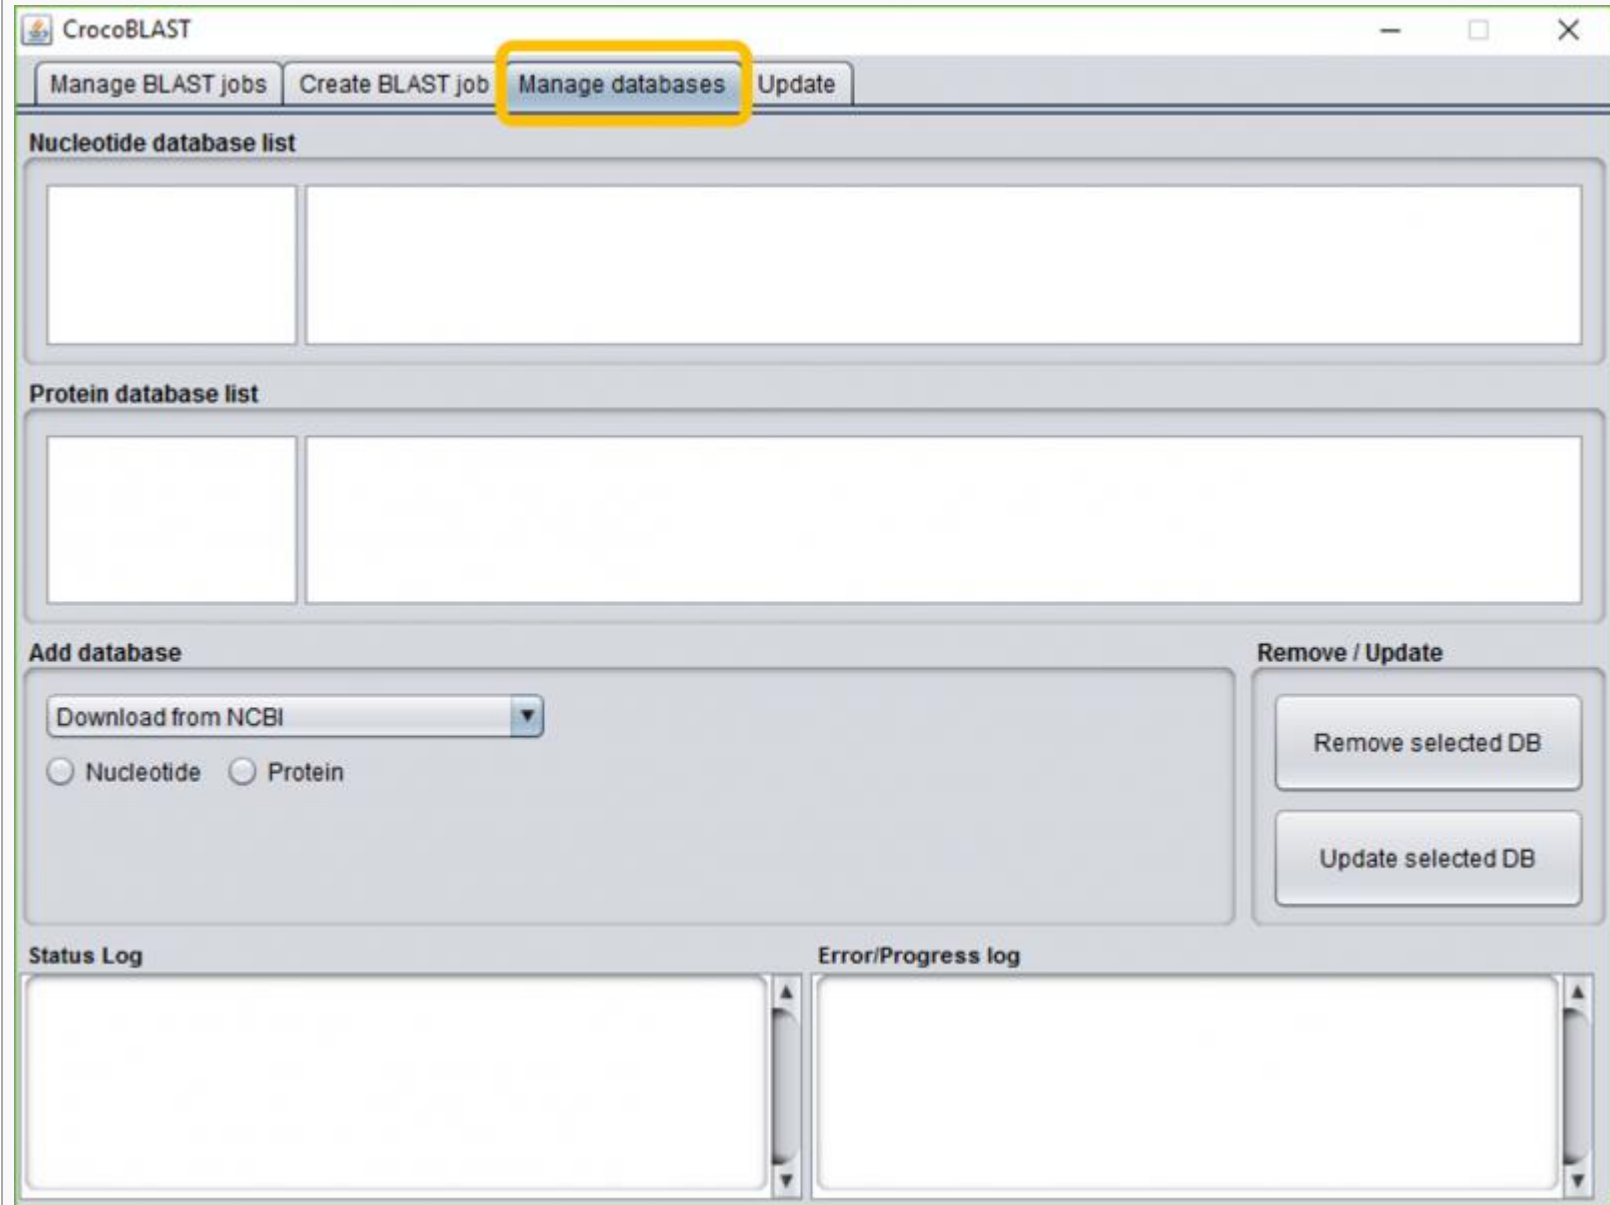 CrocoBLAST
Manage BLAST jobs Create BLAST job Manage databases Update
Nucleotide database list
Protein database list
Add database Remove / Update
Download from NCBI
Remove selected DB
Nucleotide Protein
Update selected DB
Status Log Error/Progress log